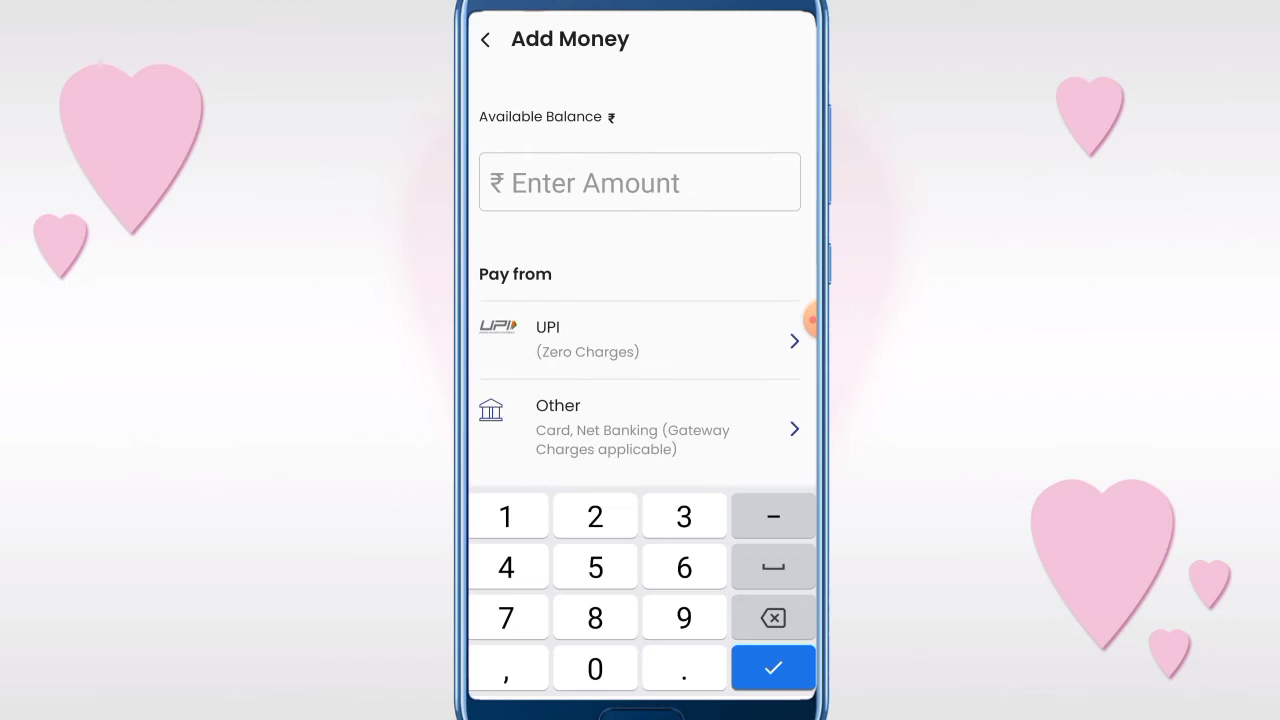 Add Money
Available Balance ₹
₹ Enter Amount
Pay from
UPI
UPI
(Zero Charges)
Other
Card, Net Banking (Gateway
Charges applicable)
1 2 3 -
4 5 6
7 8 9
, 0 .